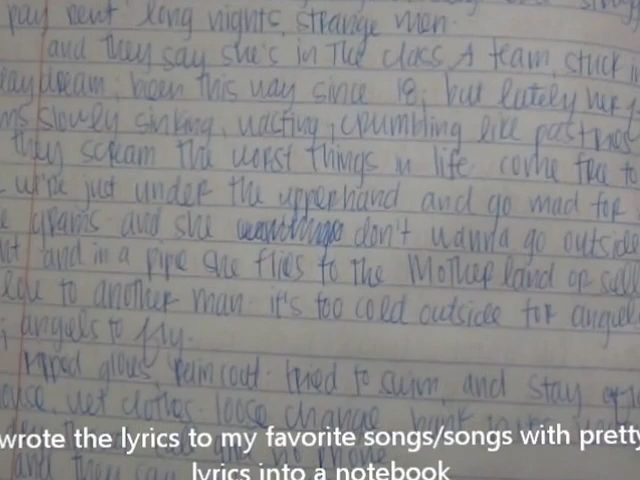 pay rent long nights, strange men.
and they say she's in The class A team, stuck in
daydream, been this way since 18, but lately her
slowly sinking, wasting, crumbling like pastries
They scream The worst Things in life come free to
we're just under the upperhand and go mad for
grams. and she don't wanna go outside
and in a pipe she flies to the Motherland or sell
to another man. it's too cold outside for angels
angels to fly.
ripped gloves, raincoat. tried to swim, and stay
wet clothes. loose change
wrote the lyrics to my favorite songs/songs with pretty
and they say
lyrics into a notebook